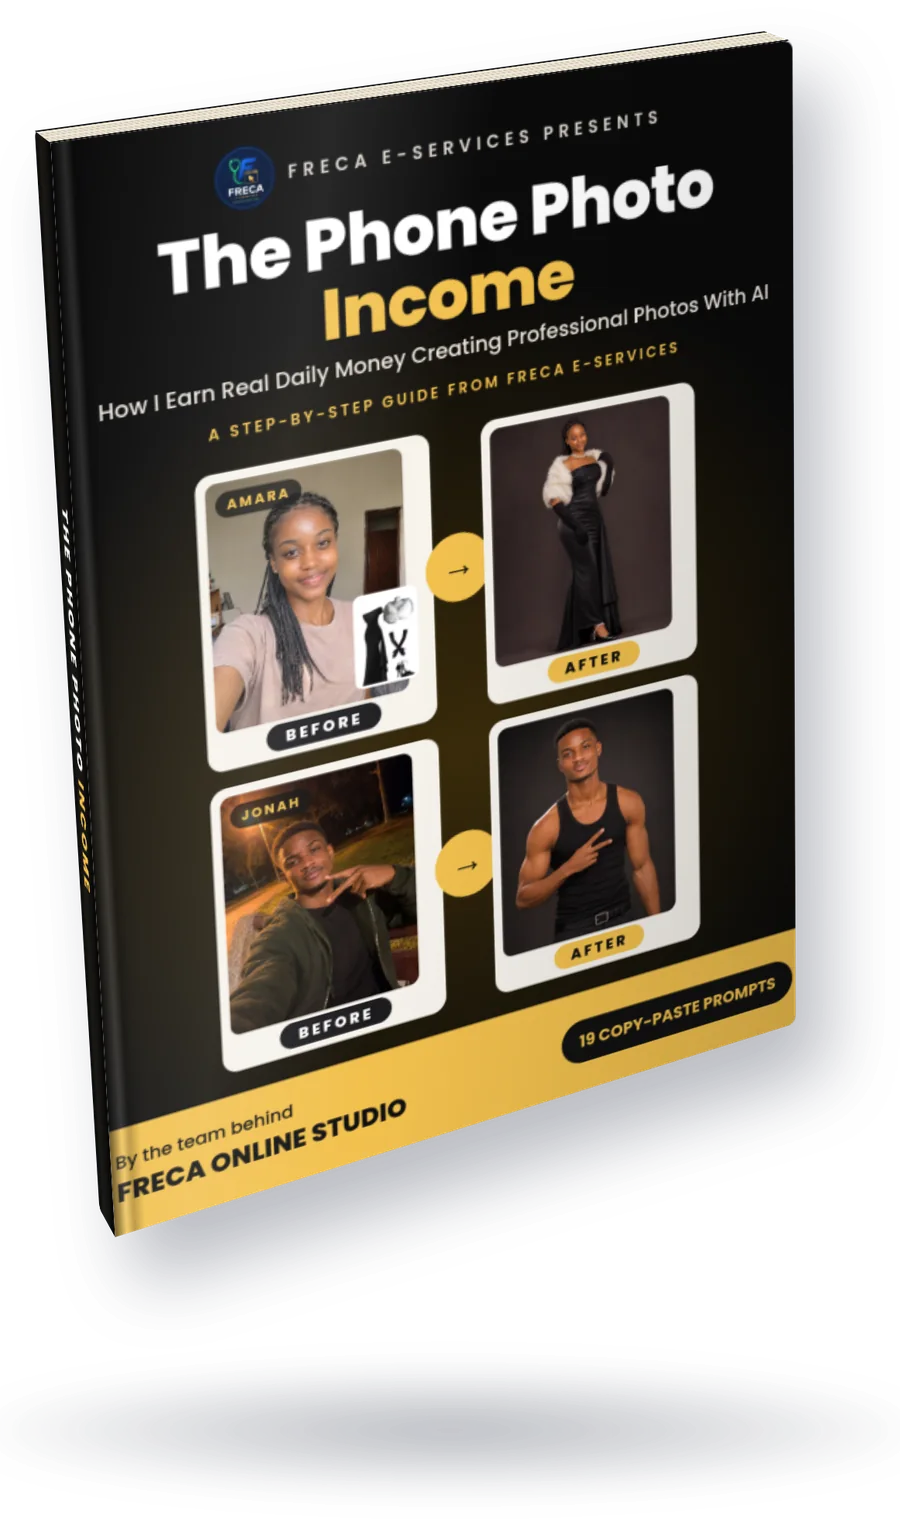 FRECA E-SERVICES PRESENTS
FRECA
The Phone Photo
Income
How I Earn Real Daily Money Creating Professional Photos With AI
A STEP-BY-STEP GUIDE FROM FRECA E-SERVICES
AMARA
BEFORE
AFTER
JONAH
BEFORE
AFTER
19 COPY-PASTE PROMPTS
By the team behind
FRECA ONLINE STUDIO
THE PHONE PHOTO INCOME